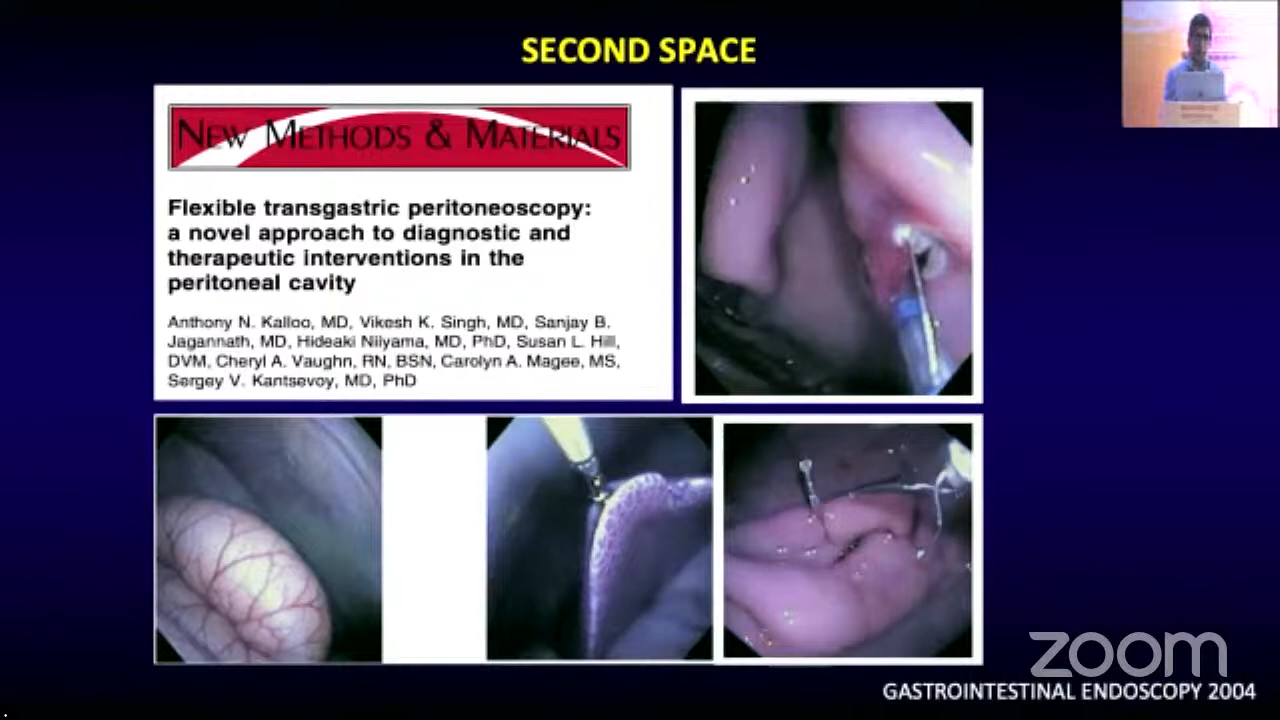 SECOND SPACE
NEW METHODS & MATERIALS
Flexible transgastric peritoneoscopy:
a novel approach to diagnostic and
therapeutic interventions in the
peritoneal cavity
Anthony N. Kalloo, MD, Vikesh K. Singh, MD, Sanjay B.
Jagannath, MD, Hideaki Niiyama, MD, PhD, Susan L. Hill,
DVM, Cheryl A. Vaughn, RN, BSN, Carolyn A. Magee, MS,
Sergey V. Kantsevoy, MD, PhD
zoom
GASTROINTESTINAL ENDOSCOPY 2004